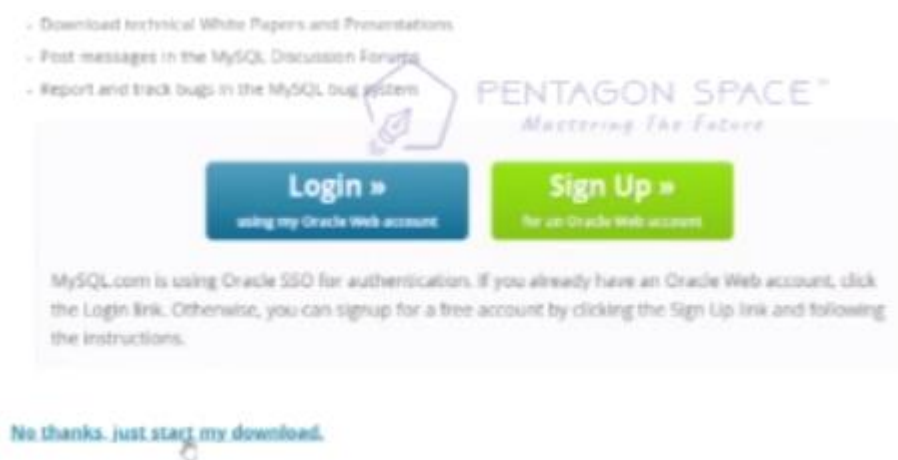 - Download technical White Papers and Presentations
- Post messages in the MySQL Discussion Forums
- Report and track bugs in the MySQL bug system
PENTAGON SPACE™
Mastering The Future
Login »
using my Oracle Web account
Sign Up »
for an Oracle Web account
MySQL.com is using Oracle SSO for authentication. If you already have an Oracle Web account, click
the Login link. Otherwise, you can signup for a free account by clicking the Sign Up link and following
the instructions.
No thanks, just start my download.